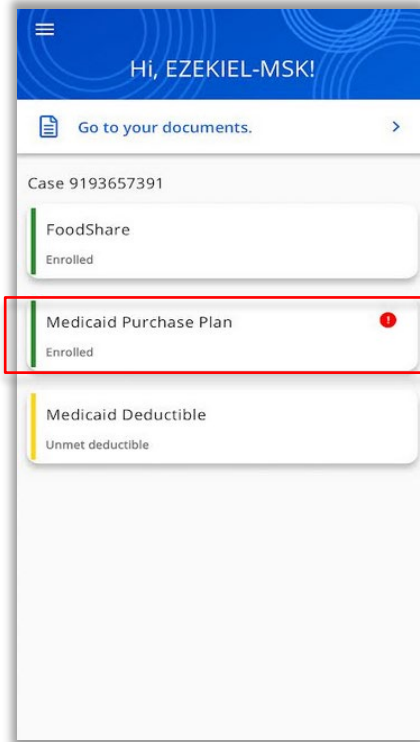 Hi, EZEKIEL-MSK!
Go to your documents.
Case 9193657391
FoodShare
Enrolled
Medicaid Purchase Plan
Enrolled
Medicaid Deductible
Unmet deductible